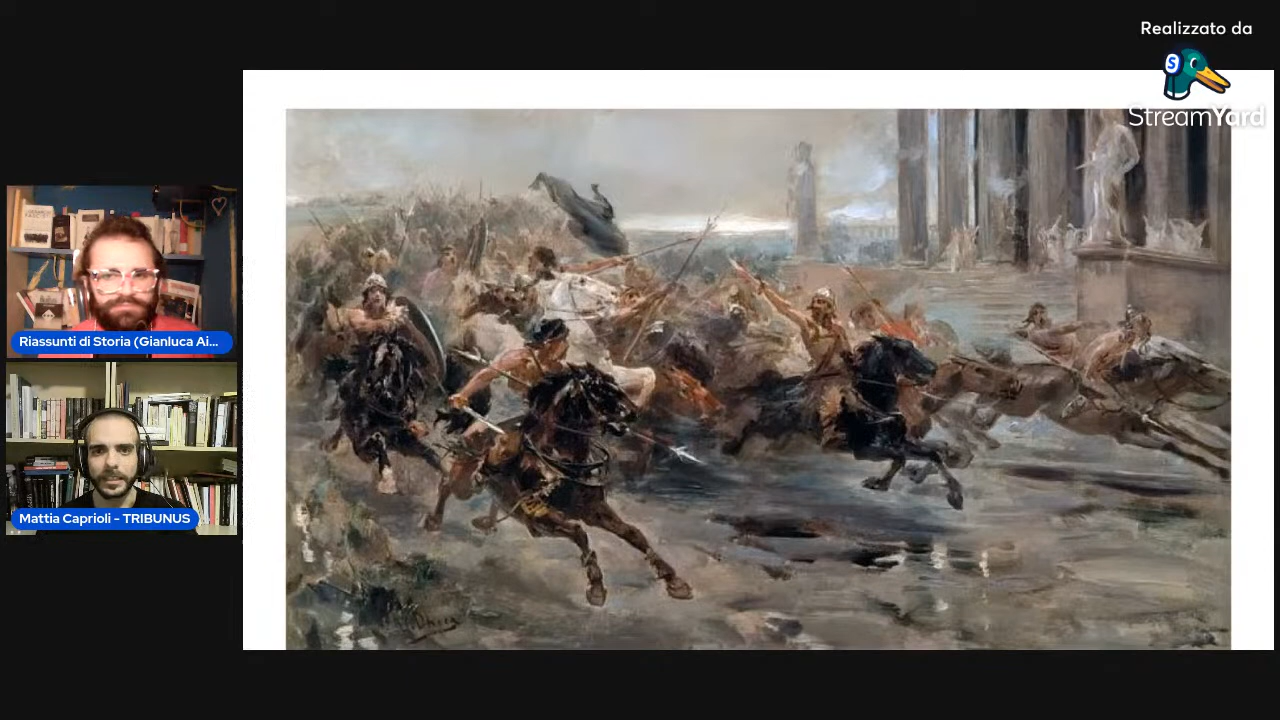 Realizzato da
StreamYard
Riassunti di Storia (Gianluca Ai...
Mattia Caprioli - TRIBUNUS